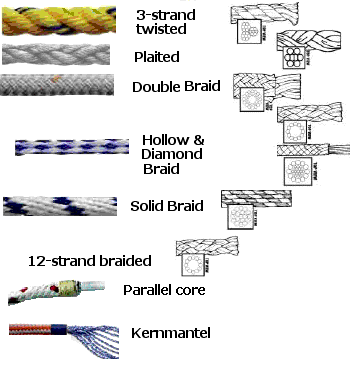 3-strand
twisted
Plaited
Double Braid
Hollow &
Diamond
Braid
Solid Braid
12-strand braided
Parallel core
Kernmantel